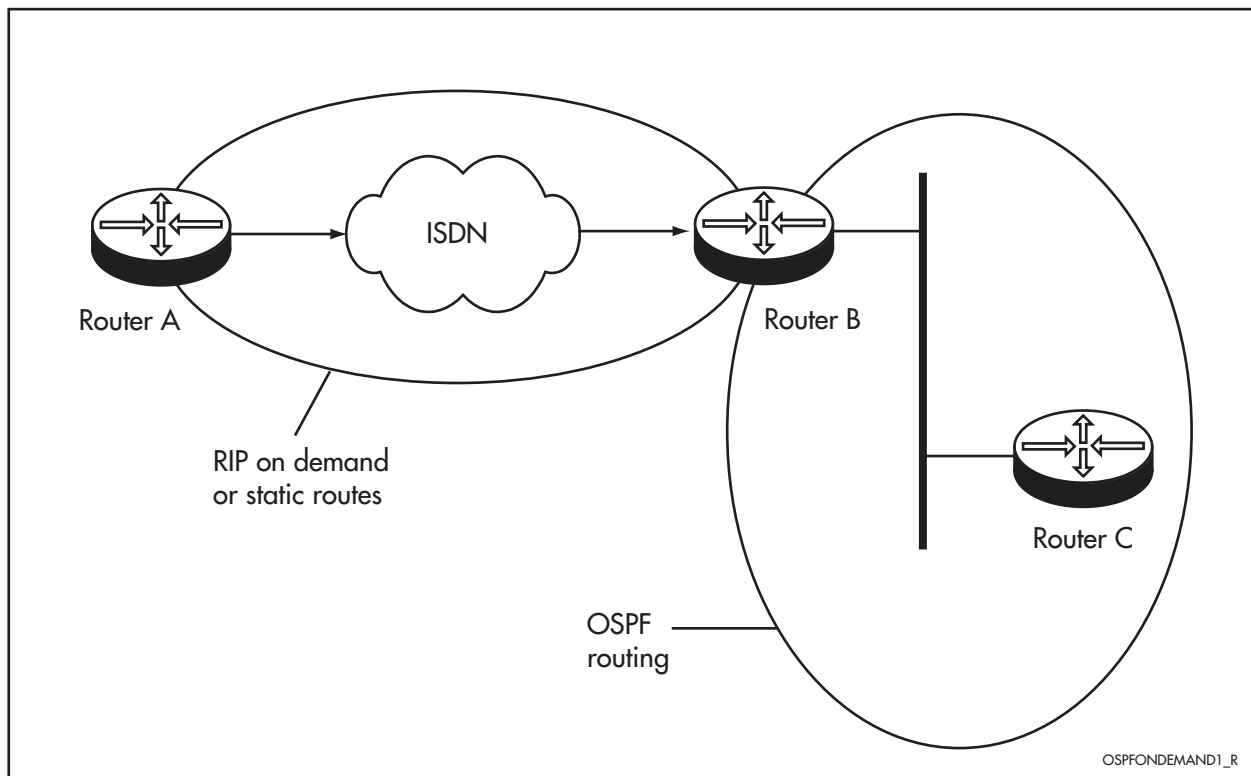 ISDN
Router A
Router B
RIP on demand
or static routes
Router C
OSPF
routing
OSPFONDEMAND1_R